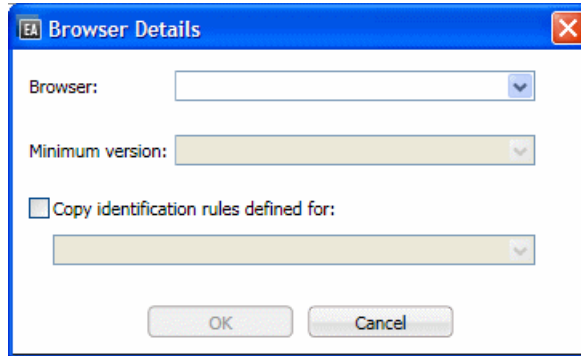 EA Browser Details
Browser:
Minimum version:
Copy identification rules defined for:
OK Cancel